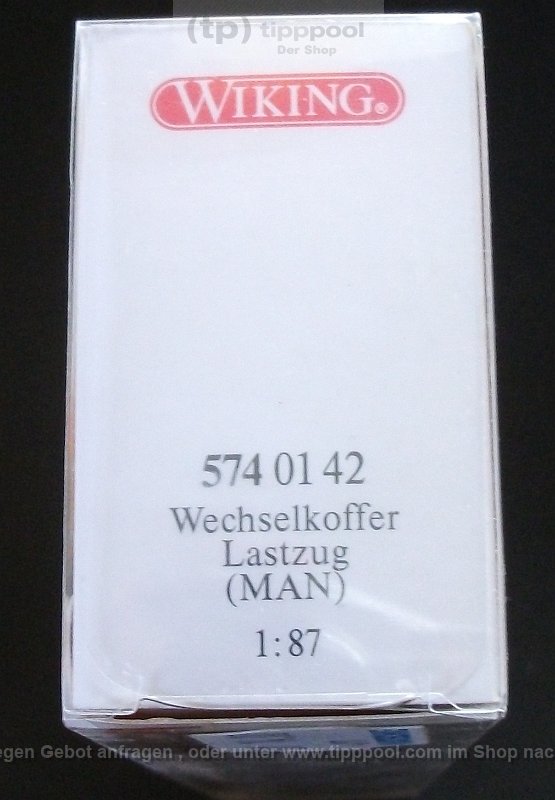 (tp) tipppool
Der Shop
WIKING®
574 01 42
Wechselkoffer
Lastzug
(MAN)
1:87
egen Gebot anfragen , oder unter www.tipppool.com im Shop nac